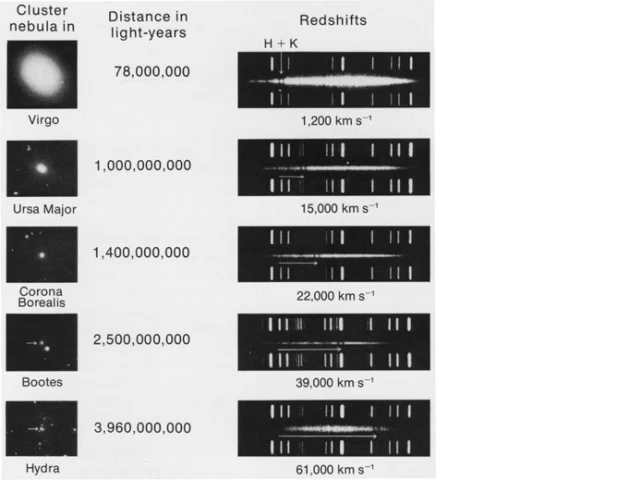 Cluster
nebula in
Distance in
light-years
Redshifts
H + K
78,000,000
Virgo
1,200 km s⁻¹
1,000,000,000
Ursa Major
15,000 km s⁻¹
1,400,000,000
Corona
Borealis
22,000 km s⁻¹
2,500,000,000
Bootes
39,000 km s⁻¹
3,960,000,000
Hydra
61,000 km s⁻¹